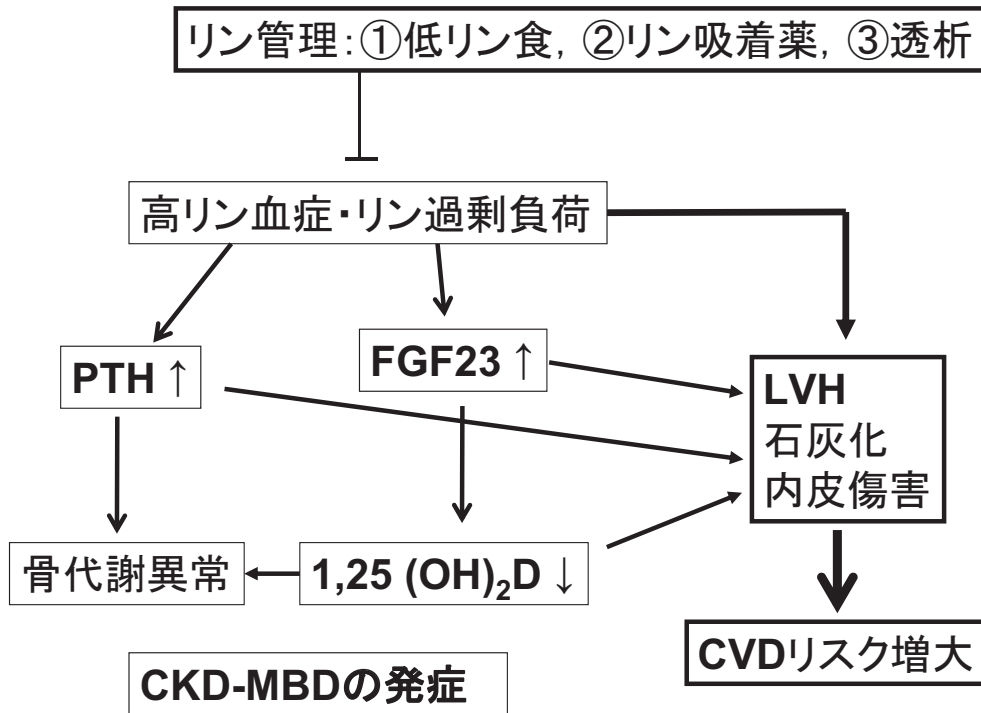 リン管理:①低リン食，②リン吸着薬，③透析
高リン血症・リン過剰負荷
PTH ↑
FGF23 ↑
LVH
石灰化
内皮傷害
骨代謝異常
1,25 (OH)₂D ↓
CVDリスク増大
CKD-MBDの発症